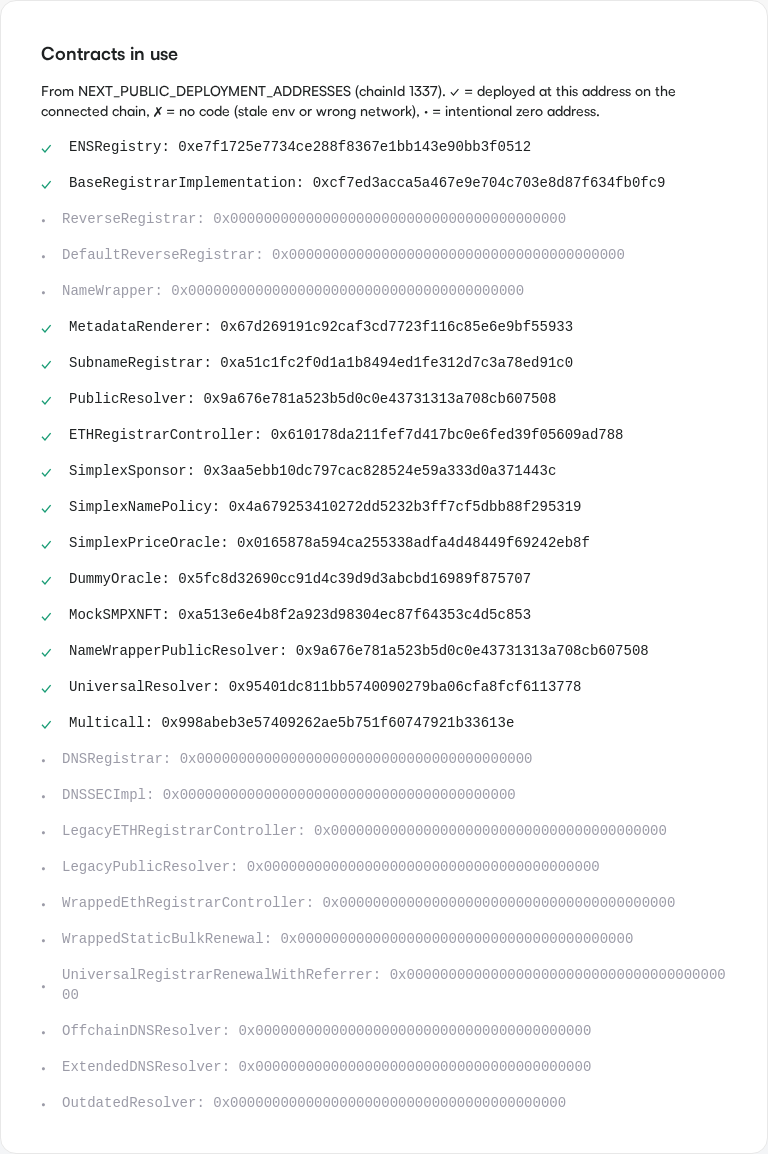 Contracts in use
From NEXT_PUBLIC_DEPLOYMENT_ADDRESSES (chainId 1337). ✓ = deployed at this address on the
connected chain, ✗ = no code (stale env or wrong network), · = intentional zero address.
✓ ENSRegistry: 0xe7f1725e7734ce288f8367e1bb143e90bb3f0512
✓ BaseRegistrarImplementation: 0xcf7ed3acca5a467e9e704c703e8d87f634fb0fc9
· ReverseRegistrar: 0x0000000000000000000000000000000000000000
· DefaultReverseRegistrar: 0x0000000000000000000000000000000000000000
· NameWrapper: 0x0000000000000000000000000000000000000000
✓ MetadataRenderer: 0x67d269191c92caf3cd7723f116c85e6e9bf55933
✓ SubnameRegistrar: 0xa51c1fc2f0d1a1b8494ed1fe312d7c3a78ed91c0
✓ PublicResolver: 0x9a676e781a523b5d0c0e43731313a708cb607508
✓ ETHRegistrarController: 0x610178da211fef7d417bc0e6fed39f05609ad788
✓ SimplexSponsor: 0x3aa5ebb10dc797cac828524e59a333d0a371443c
✓ SimplexNamePolicy: 0x4a679253410272dd5232b3ff7cf5dbb88f295319
✓ SimplexPriceOracle: 0x0165878a594ca255338adfa4d48449f69242eb8f
✓ DummyOracle: 0x5fc8d32690cc91d4c39d9d3abcbd16989f875707
✓ MockSMPXNFT: 0xa513e6e4b8f2a923d98304ec87f64353c4d5c853
✓ NameWrapperPublicResolver: 0x9a676e781a523b5d0c0e43731313a708cb607508
✓ UniversalResolver: 0x95401dc811bb5740090279ba06cfa8fcf6113778
✓ Multicall: 0x998abeb3e57409262ae5b751f60747921b33613e
· DNSRegistrar: 0x0000000000000000000000000000000000000000
· DNSSECImpl: 0x0000000000000000000000000000000000000000
· LegacyETHRegistrarController: 0x0000000000000000000000000000000000000000
· LegacyPublicResolver: 0x0000000000000000000000000000000000000000
· WrappedEthRegistrarController: 0x0000000000000000000000000000000000000000
· WrappedStaticBulkRenewal: 0x0000000000000000000000000000000000000000
· UniversalRegistrarRenewalWithReferrer: 0x00000000000000000000000000000000000000
00
· OffchainDNSResolver: 0x0000000000000000000000000000000000000000
· ExtendedDNSResolver: 0x0000000000000000000000000000000000000000
· OutdatedResolver: 0x0000000000000000000000000000000000000000